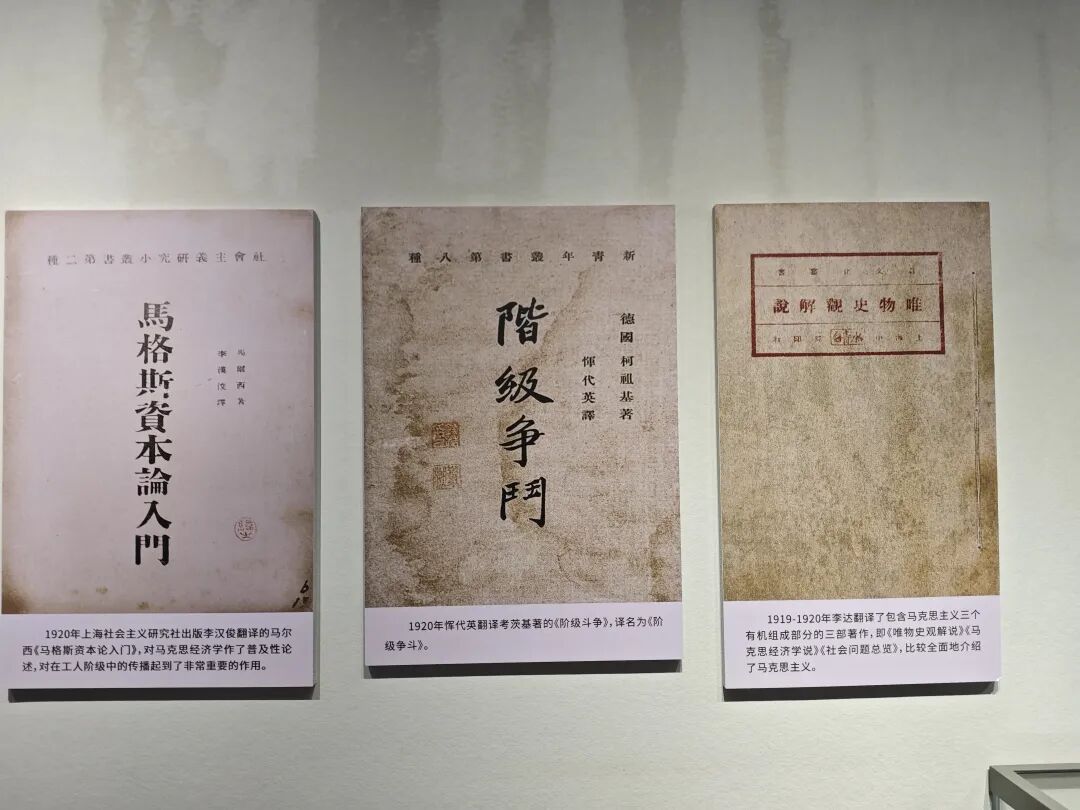 社會主義研究小叢書第二種
馬格斯資本論入門
馬爾西著
李漢俊譯
1920年上海社会主义研究社出版李汉俊翻译的马尔
西《马格斯资本论入门》，对马克思经济学作了普及性论
述，对在工人阶级中的传播起到了非常重要的作用。
新青年叢書第八種
階級争鬥
德國 柯祖基著
惲代英譯
1920年恽代英翻译考茨基著的《阶级斗争》，译名为《阶
级争斗》。
唯物史觀解說
1919-1920年李达翻译了包含马克思主义三个
有机组成部分的三部著作，即《唯物史观解说》《马
克思经济学说》《社会问题总览》，比较全面地介绍
了马克思主义。